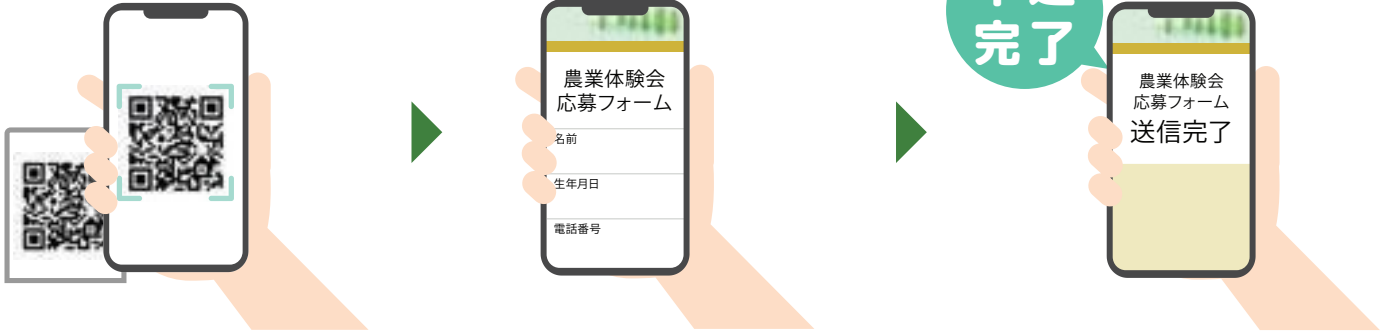 農業体験会
応募フォーム
名前
生年月日
電話番号
完了
農業体験会
応募フォーム
送信完了